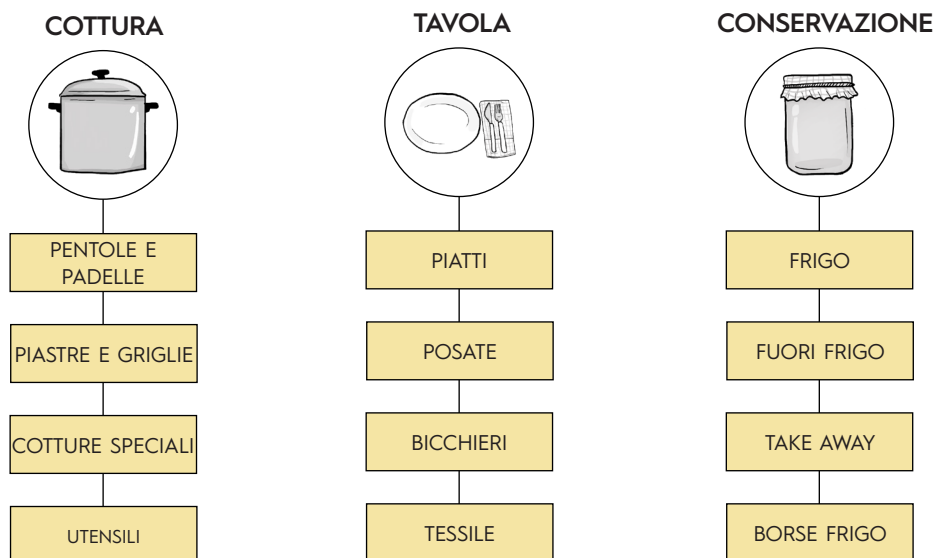 COTTURA
PENTOLE E
PADELLE
PIASTRE E GRIGLIE
COTTURE SPECIALI
UTENSILI
TAVOLA
PIATTI
POSATE
BICCHIERI
TESSILE
CONSERVAZIONE
FRIGO
FUORI FRIGO
TAKE AWAY
BORSE FRIGO